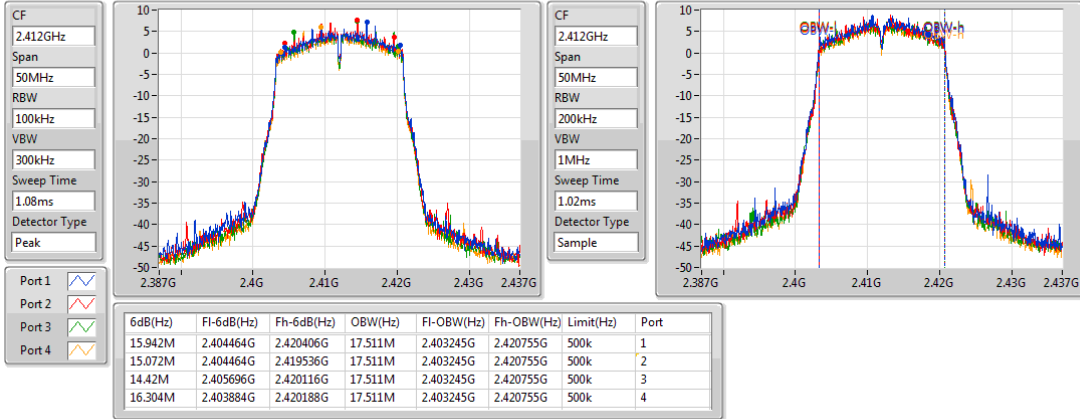 CF
2.412GHz
Span
50MHz
RBW
100kHz
VBW
300kHz
Sweep Time
1.08ms
Detector Type
Peak
10
5
0
-5
-10
-15
-20
-25
-30
-35
-40
-45
-50
2.387G 2.4G 2.41G 2.42G 2.43G 2.437G
CF
2.412GHz
Span
50MHz
RBW
200kHz
VBW
1MHz
Sweep Time
1.02ms
Detector Type
Sample
10
5
0
-5
-10
-15
-20
-25
-30
-35
-40
-45
-50
OBW-l OBW-h
2.387G 2.4G 2.41G 2.42G 2.43G 2.437G
Port 1
Port 2
Port 3
Port 4
6dB(Hz) Fl-6dB(Hz) Fh-6dB(Hz) OBW(Hz) Fl-OBW(Hz) Fh-OBW(Hz) Limit(Hz) Port
15.942M 2.404464G 2.420406G 17.511M 2.403245G 2.420755G 500k 1
15.072M 2.404464G 2.419536G 17.511M 2.403245G 2.420755G 500k 2
14.42M 2.405696G 2.420116G 17.511M 2.403245G 2.420755G 500k 3
16.304M 2.403884G 2.420188G 17.511M 2.403245G 2.420755G 500k 4